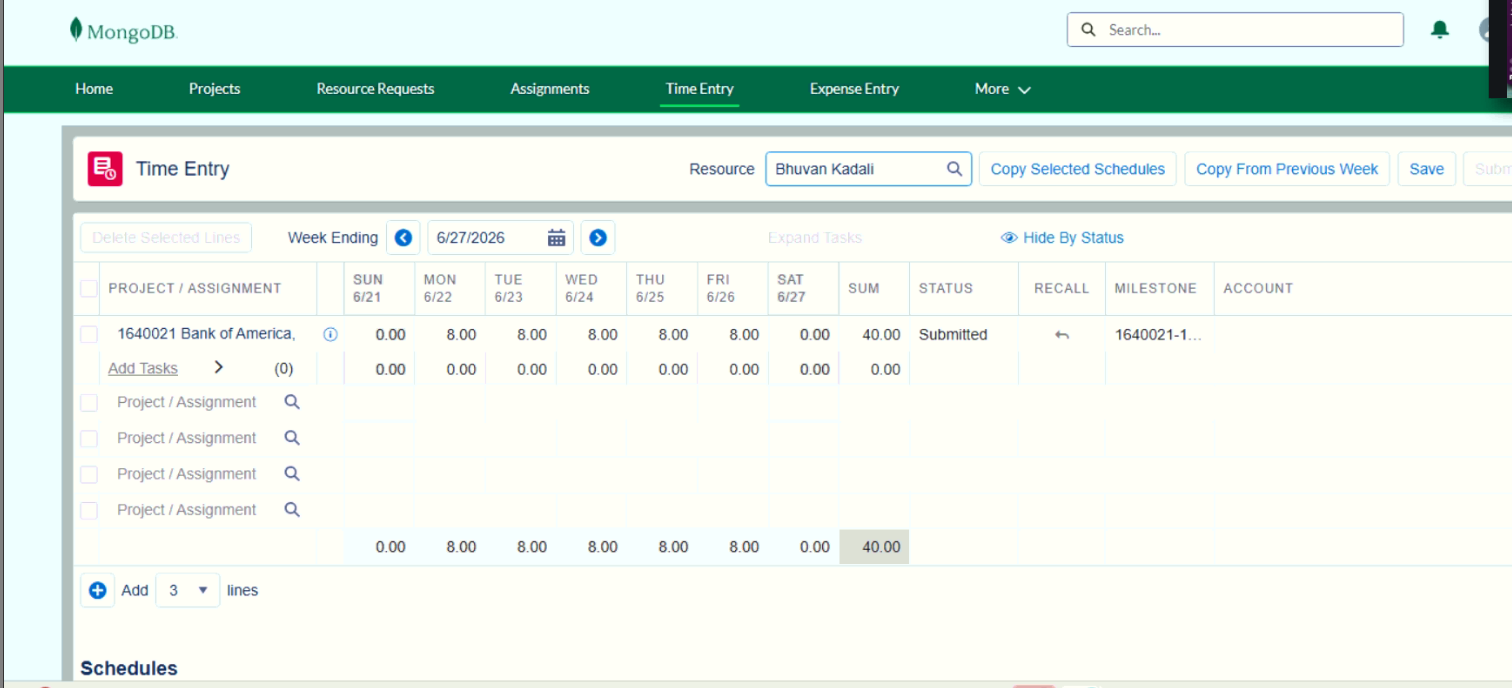 MongoDB.
Search...
Home Projects Resource Requests Assignments Time Entry Expense Entry More
Time Entry Resource Bhuvan Kadali Copy Selected Schedules Copy From Previous Week Save
Delete Selected Lines Week Ending 6/27/2026 Expand Tasks Hide By Status
PROJECT / ASSIGNMENT SUN 6/21 MON 6/22 TUE 6/23 WED 6/24 THU 6/25 FRI 6/26 SAT 6/27 SUM STATUS RECALL MILESTONE ACCOUNT
1640021 Bank of America, 0.00 8.00 8.00 8.00 8.00 8.00 0.00 40.00 Submitted 1640021-1...
Add Tasks (0) 0.00 0.00 0.00 0.00 0.00 0.00 0.00 0.00
Project / Assignment
Project / Assignment
Project / Assignment
Project / Assignment
0.00 8.00 8.00 8.00 8.00 8.00 0.00 40.00
Add 3 lines
Schedules